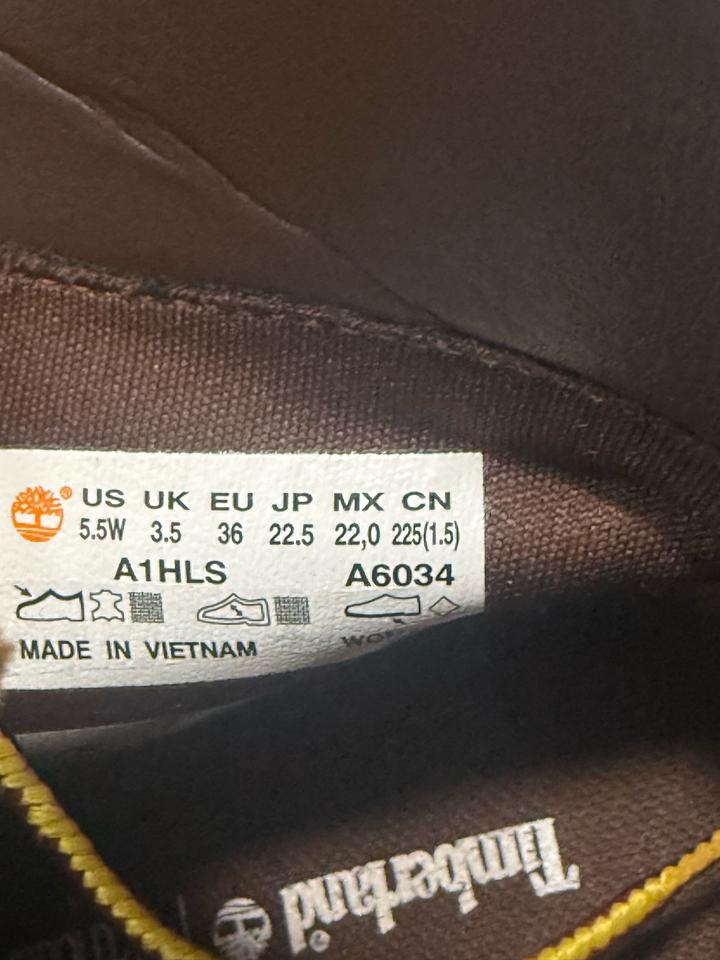 ® US UK EU JP MX CN
5.5W 3.5 36 22.5 22,0 225(1.5)
A1HLS A6034
MADE IN VIETNAM
Timberland®